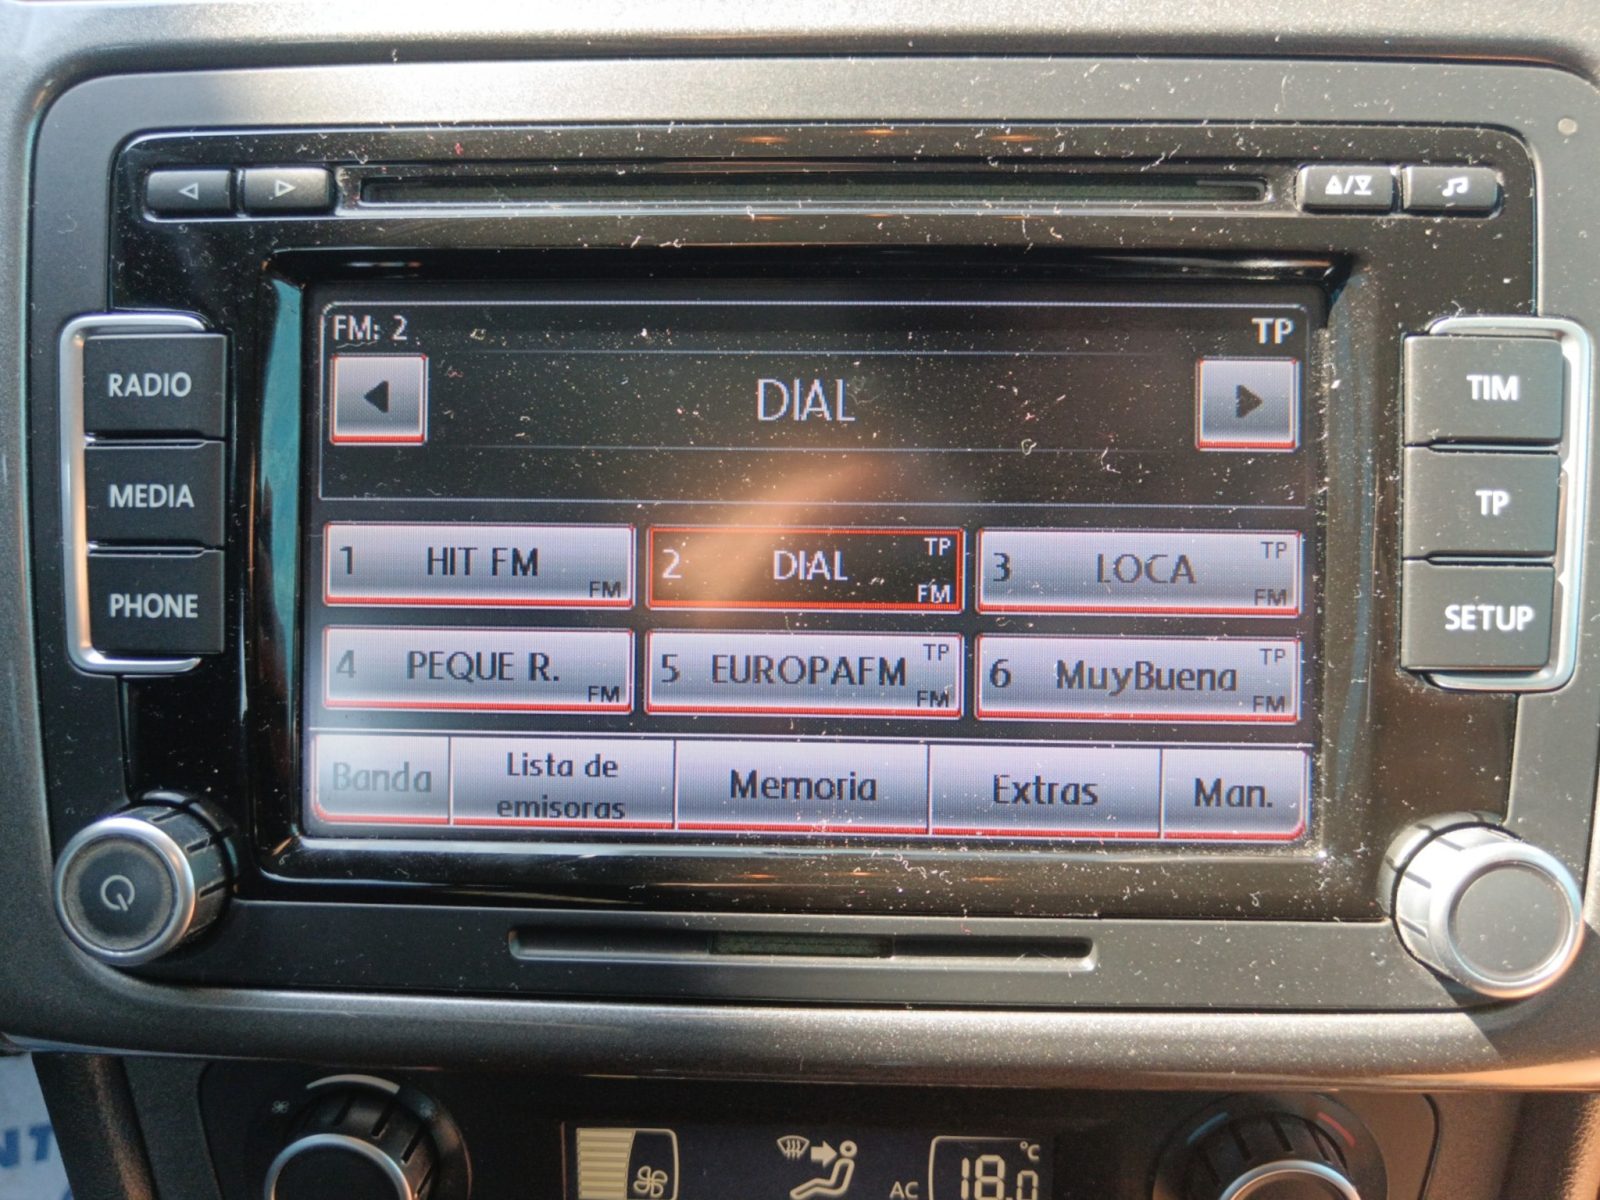 FM: 2
TP
DIAL
RADIO
MEDIA
PHONE
TIM
TP
SETUP
1 HIT FM FM
2 DIAL TP FM
3 LOCA TP FM
4 PEQUE R. FM
5 EUROPAFM TP FM
6 MuyBuena TP FM
Banda
Lista de
emisoras
Memoria
Extras
Man.
AC
18.0 °C